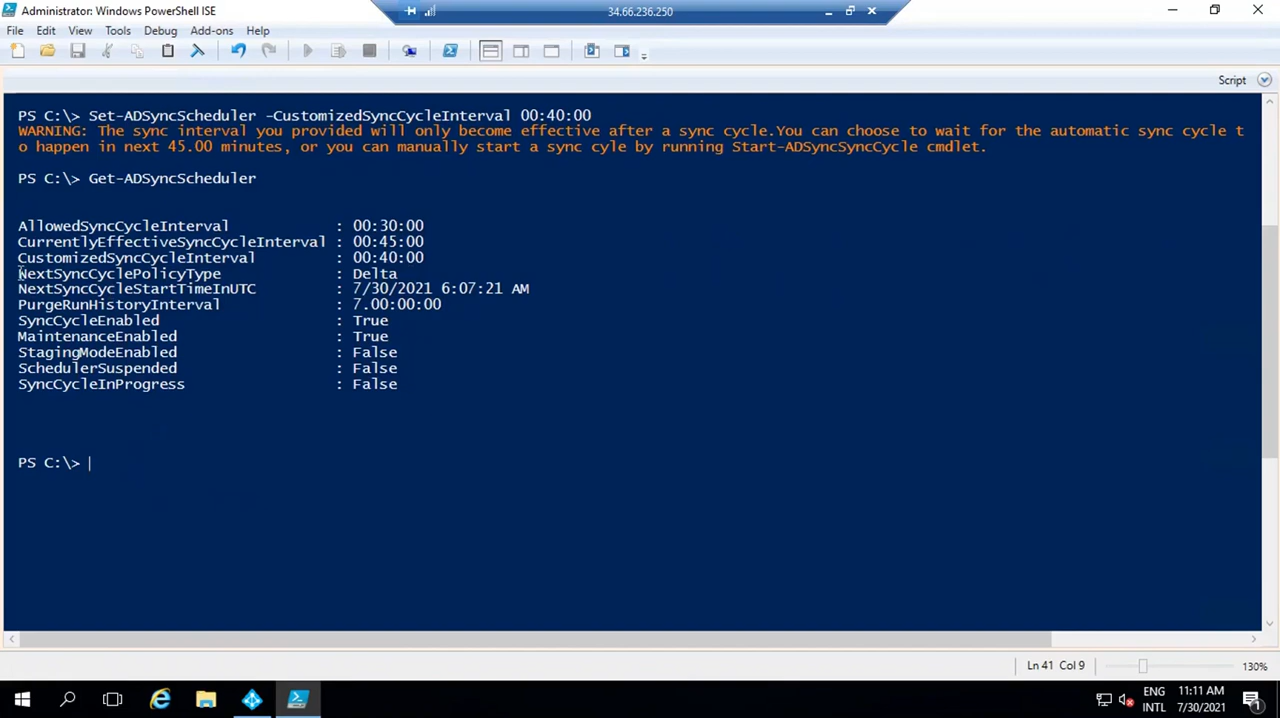 Administrator: Windows PowerShell ISE
34.66.236.250
File Edit View Tools Debug Add-ons Help
Script
PS C:\> Set-ADSyncScheduler -CustomizedSyncCycleInterval 00:40:00
WARNING: The sync interval you provided will only become effective after a sync cycle.You can choose to wait for the automatic sync cycle t
o happen in next 45.00 minutes, or you can manually start a sync cyle by running Start-ADSyncSyncCycle cmdlet.
PS C:\> Get-ADSyncScheduler
AllowedSyncCycleInterval : 00:30:00
CurrentlyEffectiveSyncCycleInterval : 00:45:00
CustomizedSyncCycleInterval : 00:40:00
NextSyncCyclePolicyType : Delta
NextSyncCycleStartTimeInUTC : 7/30/2021 6:07:21 AM
PurgeRunHistoryInterval : 7.00:00:00
SyncCycleEnabled : True
MaintenanceEnabled : True
StagingModeEnabled : False
SchedulerSuspended : False
SyncCycleInProgress : False
PS C:\>
Ln 41 Col 9
130%
ENG 11:11 AM
INTL 7/30/2021
1